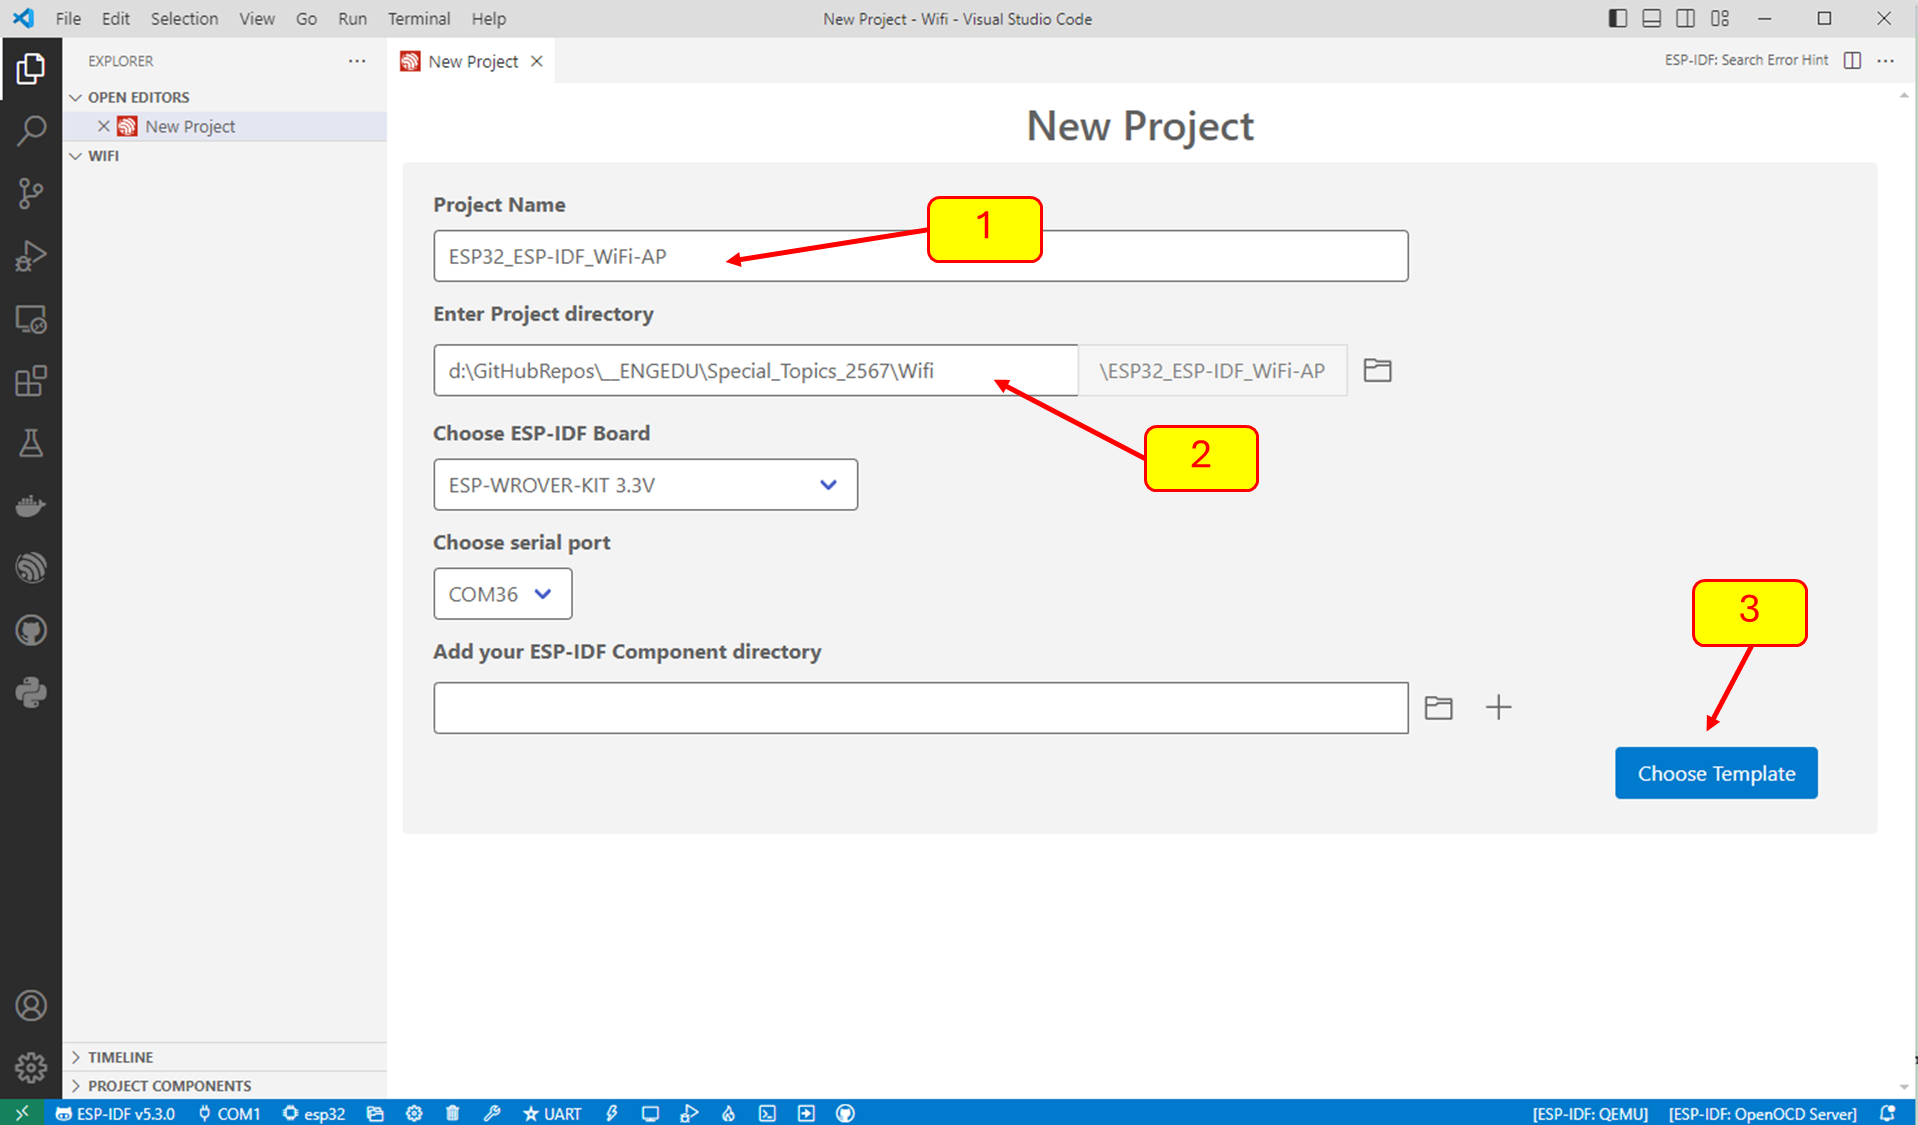 File Edit Selection View Go Run Terminal Help New Project - Wifi - Visual Studio Code
EXPLORER
New Project
ESP-IDF: Search Error Hint
OPEN EDITORS
New Project
WIFI
New Project
Project Name
1
ESP32_ESP-IDF_WiFi-AP
Enter Project directory
d:\GitHubRepos\__ENGEDU\Special_Topics_2567\Wifi \ESP32_ESP-IDF_WiFi-AP
Choose ESP-IDF Board
2
ESP-WROVER-KIT 3.3V
Choose serial port
COM36
3
Add your ESP-IDF Component directory
Choose Template
TIMELINE
PROJECT COMPONENTS
ESP-IDF v5.3.0 COM1 esp32 UART [ESP-IDF: QEMU] [ESP-IDF: OpenOCD Server]